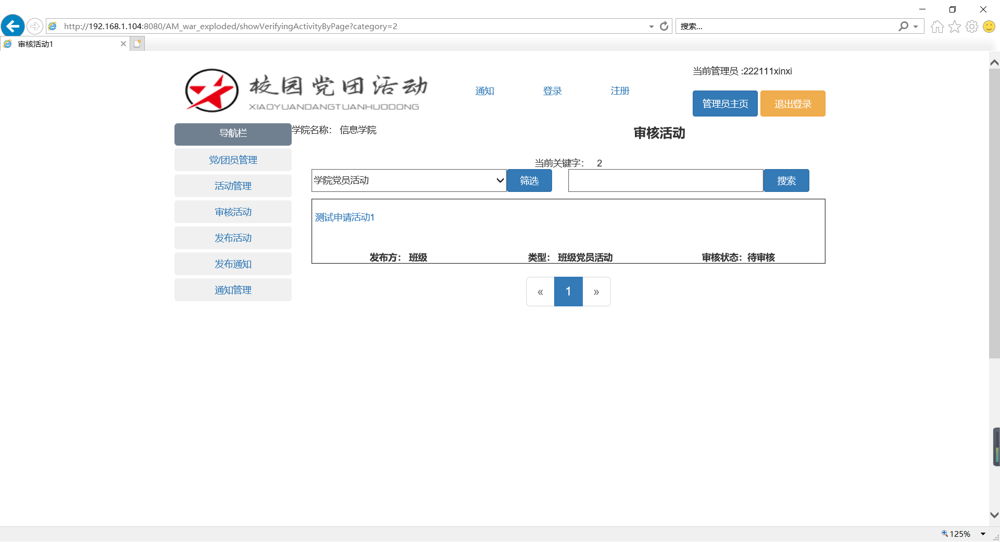 http://192.168.1.104:8080/AM_war_exploded/showVerifyingActivityByPage?category=2
搜索...
审核活动1
校园党团活动
XIAOYUANDANGTUANHUODONG
通知
登录
注册
当前管理员 :222111xinxi
管理员主页
退出登录
导航栏
党/团员管理
活动管理
审核活动
发布活动
发布通知
通知管理
学院名称： 信息学院
审核活动
当前关键字： 2
学院党员活动
筛选
搜索
测试申请活动1
发布方： 班级
类型： 班级党员活动
审核状态：待审核
« 1 »
125%